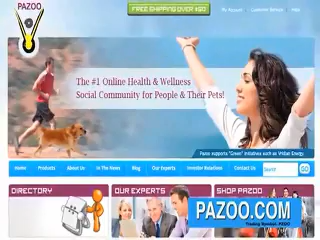 PAZOO
FREE SHIPPING OVER $60
My Account
Customer Service
Help
The #1 Online Health & Wellness
Social Community for People & Their Pets!
Pazoo supports "Green" Initiatives such as Viridian Energy.
Home
Products
About Us
In The News
Blog
Our Experts
Investor Relations
Contact Us
GO
DIRECTORY
OUR EXPERTS
SHOP PAZOO
PAZOO.COM